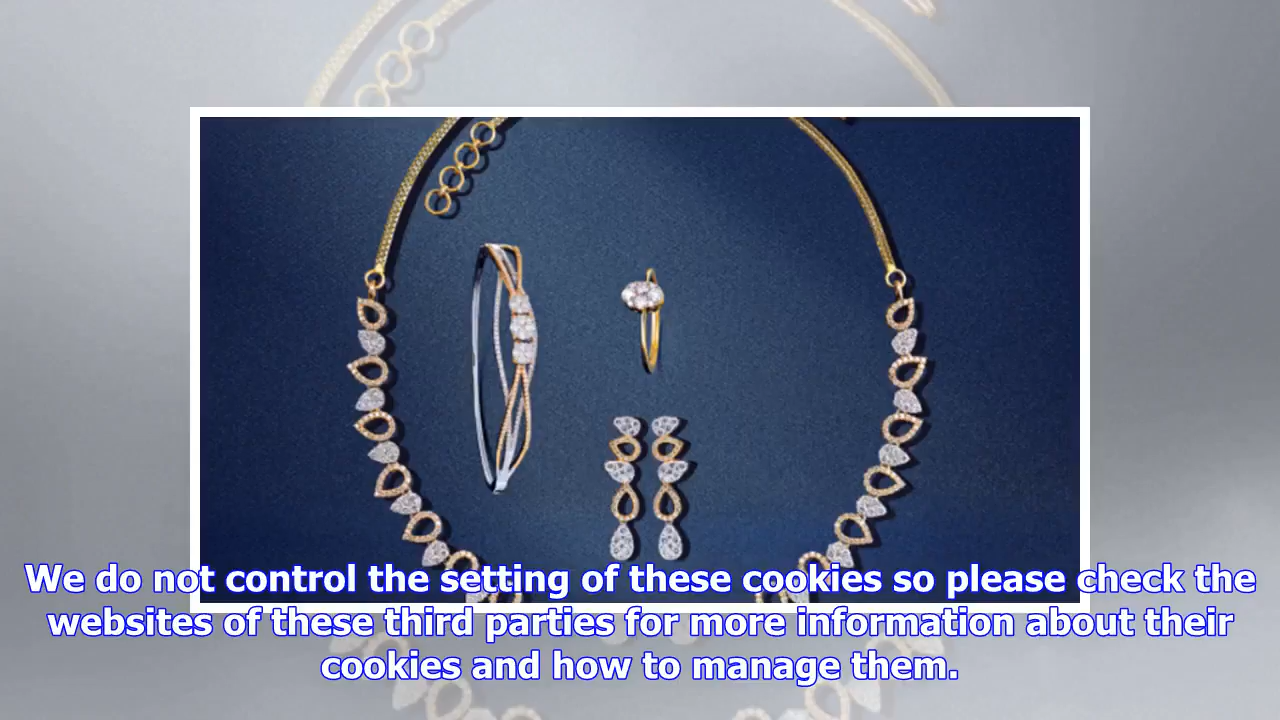 We do not control the setting of these cookies so please check the
websites of these third parties for more information about their
cookies and how to manage them.